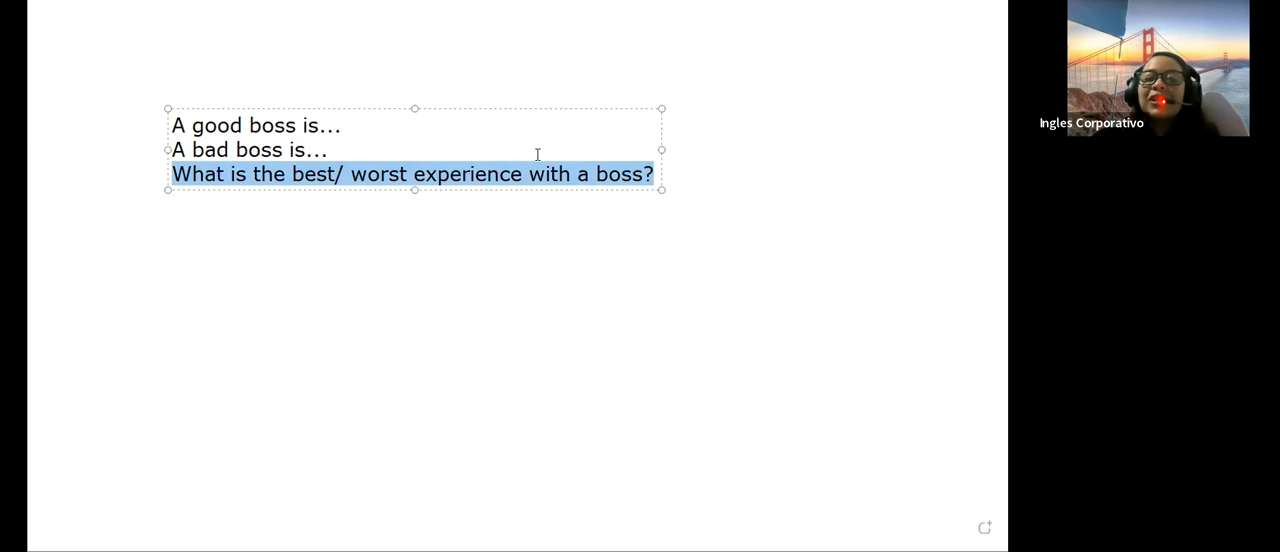 A good boss is...
A bad boss is...
What is the best/ worst experience with a boss?
Ingles Corporativo